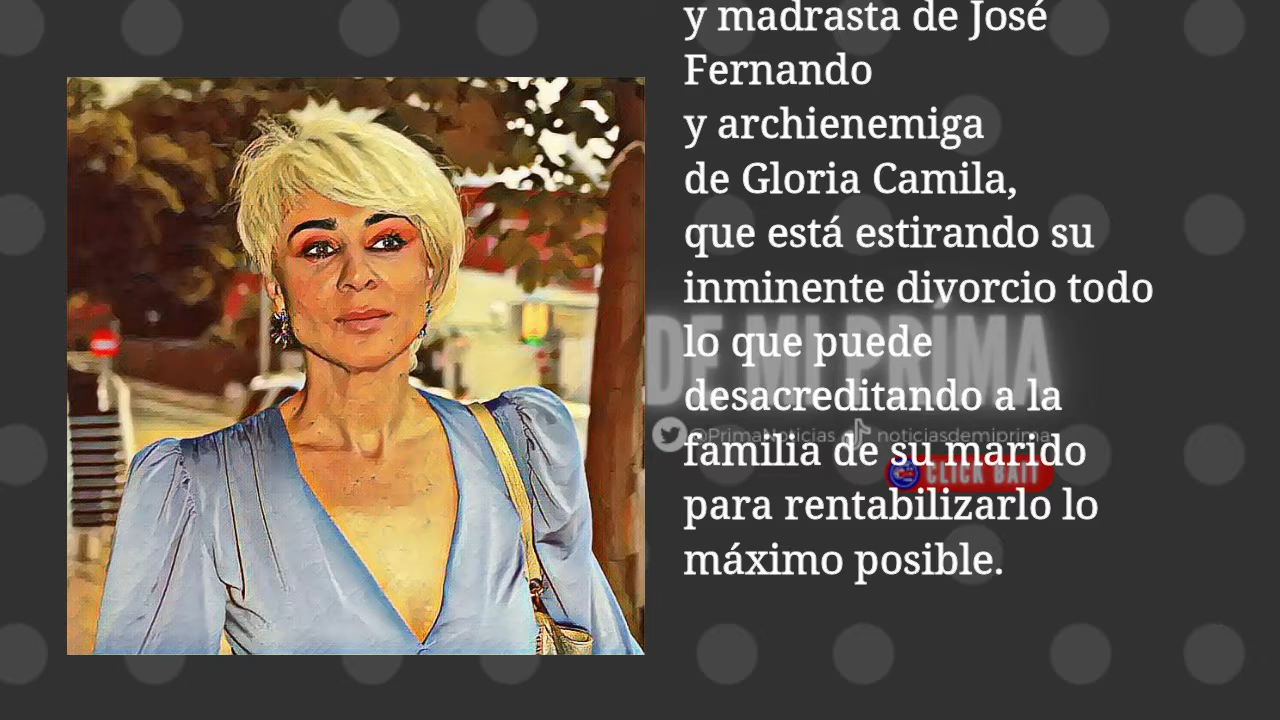 y madrasta de José
Fernando
y archienemiga
de Gloria Camila,
que está estirando su
inminente divorcio todo
lo que puede
DE MI PRÍMA
desacreditando a la
@PrimaNoticias noticiasdemiprima
familia de su marido
CLICK BAIT
para rentabilizarlo lo
máximo posible.